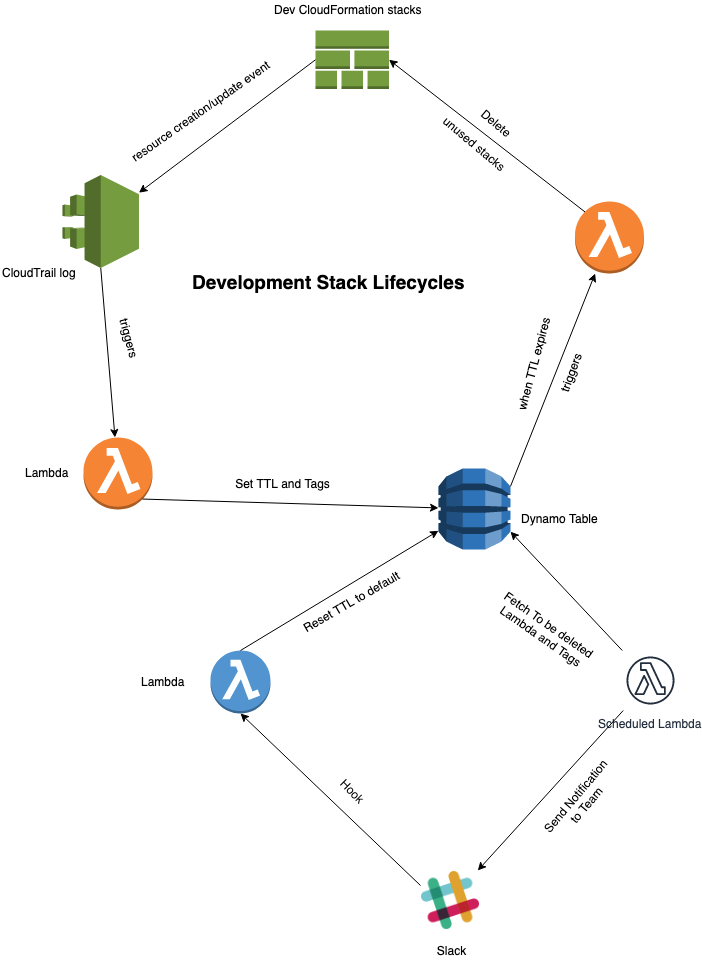 Dev CloudFormation stacks
resource creation/update event
Delete
unused stacks
CloudTrail log
Development Stack Lifecycles
triggers
when TTL expires
triggers
Lambda
Set TTL and Tags
Dynamo Table
Reset TTL to default
Fetch To be deleted
Lambda and Tags
Lambda
Scheduled Lambda
Send Notification
to Team
Hook
Slack